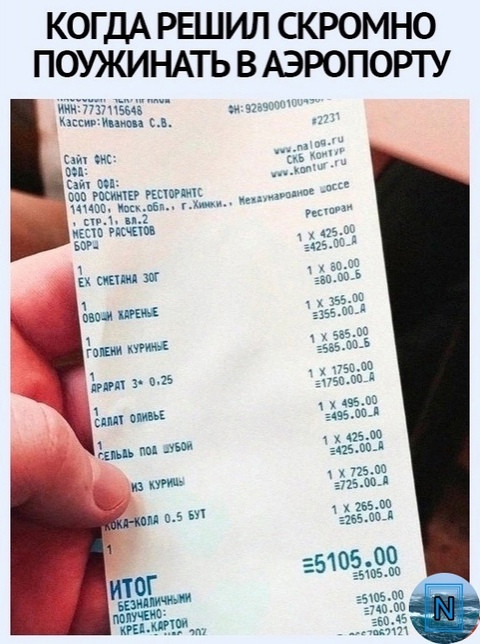 КОГДА РЕШИЛ СКРОМНО
ПОУЖИНАТЬ В АЭРОПОРТУ
ИНН:7737115648
Кассир:Иванова С.В.
#2231
Сайт ФНС: www.nalog.ru
ОФД: СКБ Контур
Сайт ОФД: www.kontur.ru
ООО РОСИНТЕР РЕСТОРАНТС
141400, Моск.обл., г.Химки., Международное шоссе
, стр.1, вл.2
МЕСТО РАСЧЕТОВ Ресторан
БОРЩ 1 X 425.00
≡425.00_А
1
ЕХ СМЕТАНА 30Г 1 X 80.00
≡80.00_Б
1
ОВОЩИ ЖАРЕНЫЕ 1 X 355.00
≡355.00_А
1
ГОЛЕНИ КУРИНЫЕ 1 X 585.00
≡585.00_Б
1
АРАРАТ 3* 0,25 1 X 1750.00
≡1750.00_А
1
САЛАТ ОЛИВЬЕ 1 X 495.00
≡495.00_А
1
СЕЛЬДЬ ПОД ШУБОЙ 1 X 425.00
≡425.00_А
ИЗ КУРИЦЫ 1 X 725.00
≡725.00_А
КОКА-КОЛА 0.5 БУТ 1 X 265.00
≡265.00_А
1
ИТОГ ≡5105.00
БЕЗНАЛИЧНЫМИ ≡5105.00
ПОЛУЧЕНО:
КРЕД.КАРТОЙ ≡5105.00
20% ≡740.00
≡60.45
N